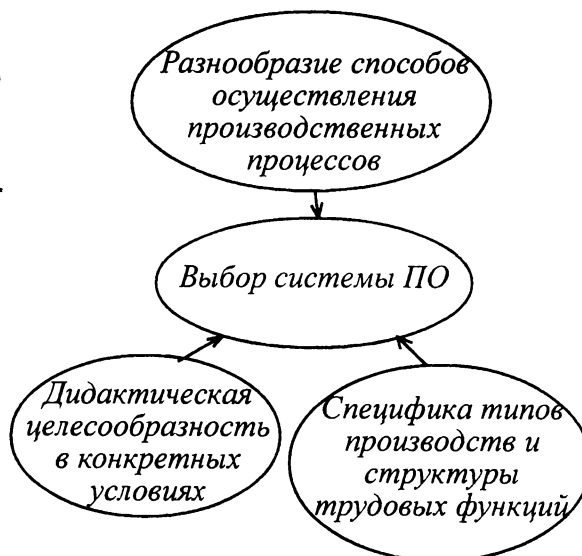 Разнообразие способов
осуществления
производственных
процессов
Выбор системы ПО
Дидактическая
целесообразность
в конкретных
условиях
Специфика типов
производств и
структуры
трудовых функций